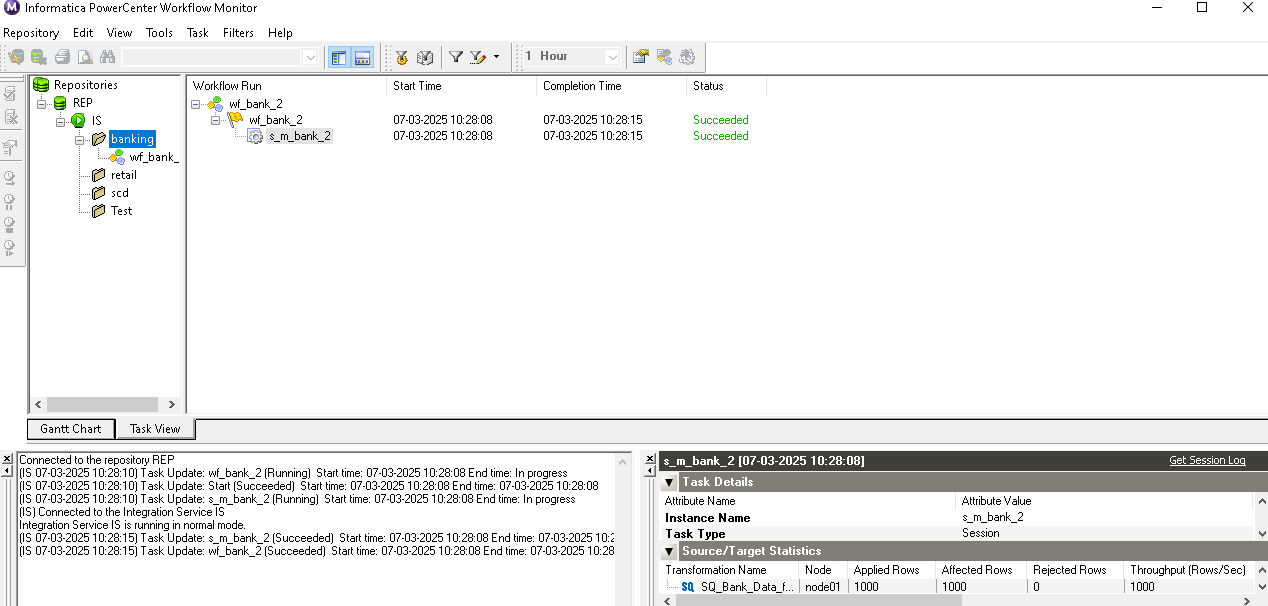 Informatica PowerCenter Workflow Monitor
Repository Edit View Tools Task Filters Help
1 Hour
Repositories
REP
IS
banking
wf_bank_
retail
scd
Test
Workflow Run Start Time Completion Time Status
wf_bank_2
wf_bank_2 07-03-2025 10:28:08 07-03-2025 10:28:15 Succeeded
s_m_bank_2 07-03-2025 10:28:08 07-03-2025 10:28:15 Succeeded
Gantt Chart Task View
Connected to the repository REP
(IS 07-03-2025 10:28:10) Task Update: wf_bank_2 (Running) Start time: 07-03-2025 10:28:08 End time: In progress
(IS 07-03-2025 10:28:10) Task Update: Start (Succeeded) Start time: 07-03-2025 10:28:08 End time: 07-03-2025 10:28:08
(IS 07-03-2025 10:28:10) Task Update: s_m_bank_2 (Running) Start time: 07-03-2025 10:28:08 End time: In progress
(IS) Connected to the Integration Service IS
Integration Service IS is running in normal mode.
(IS 07-03-2025 10:28:15) Task Update: s_m_bank_2 (Succeeded) Start time: 07-03-2025 10:28:08 End time: 07-03-2025 10:2
(IS 07-03-2025 10:28:15) Task Update: wf_bank_2 (Succeeded) Start time: 07-03-2025 10:28:08 End time: 07-03-2025 10:28
s_m_bank_2 [07-03-2025 10:28:08] Get Session Log
Task Details
Attribute Name Attribute Value
Instance Name s_m_bank_2
Task Type Session
Source/Target Statistics
Transformation Name Node Applied Rows Affected Rows Rejected Rows Throughput (Rows/Sec)
SQ SQ_Bank_Data_f... node01 1000 1000 0 1000